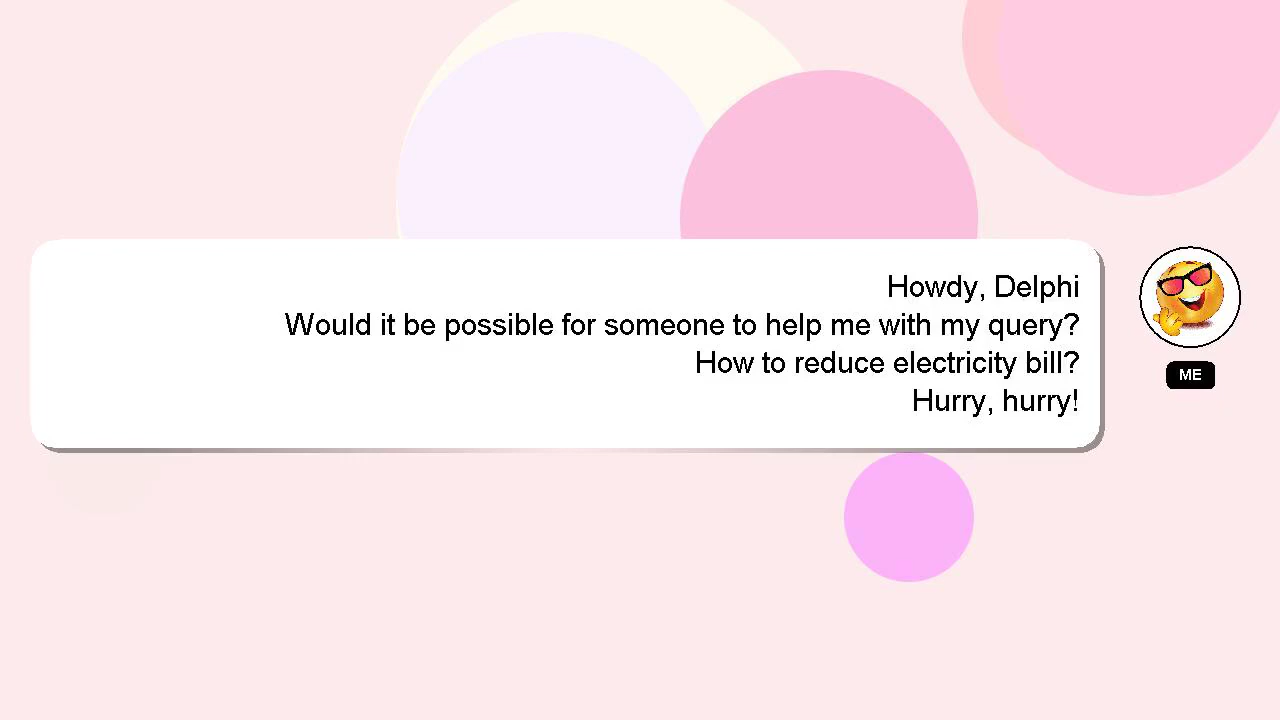 Howdy, Delphi
Would it be possible for someone to help me with my query?
How to reduce electricity bill?
Hurry, hurry!
ME